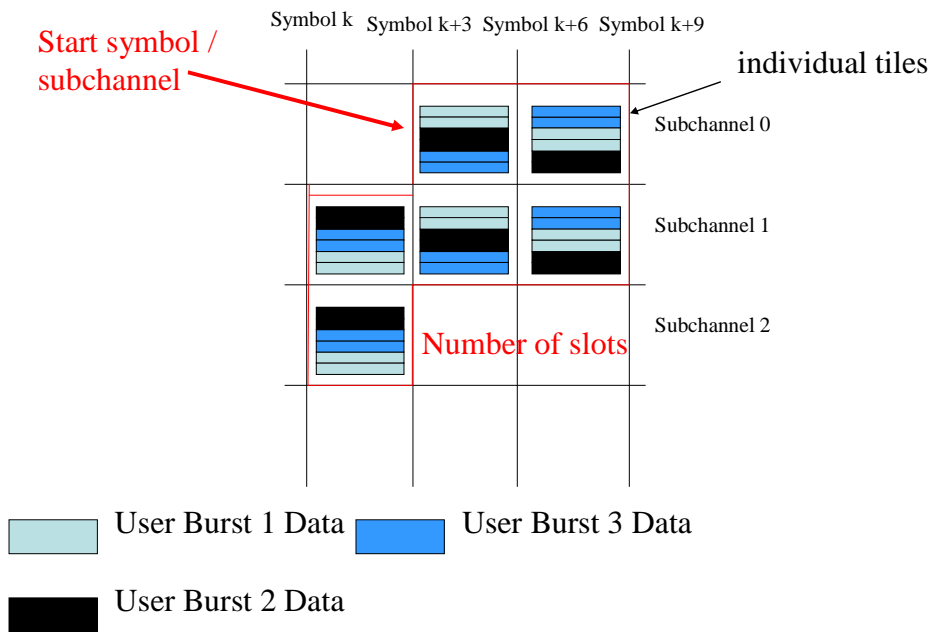 Symbol k
Symbol k+3
Symbol k+6
Symbol k+9
Start symbol /
subchannel
individual tiles
Subchannel 0
Subchannel 1
Subchannel 2
Number of slots
User Burst 1 Data
User Burst 3 Data
User Burst 2 Data